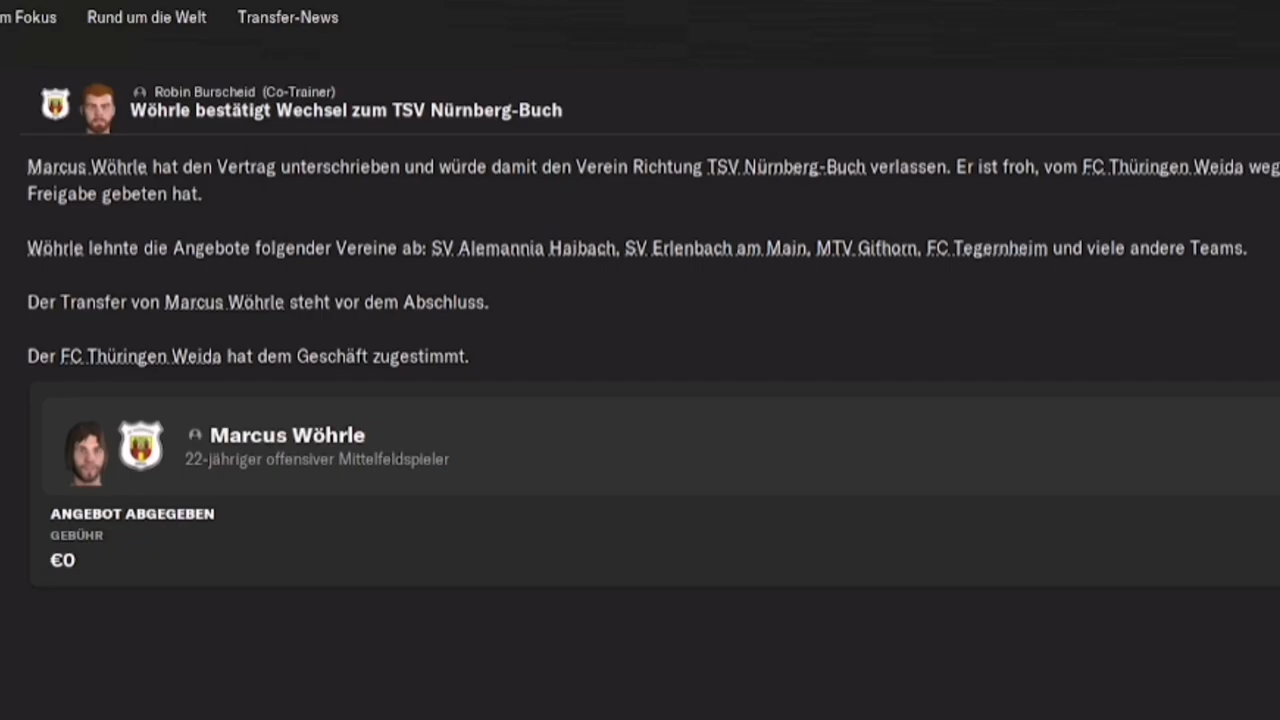 m Fokus Rund um die Welt Transfer-News
Robin Burscheid (Co-Trainer)
Wöhrle bestätigt Wechsel zum TSV Nürnberg-Buch
Marcus Wöhrle hat den Vertrag unterschrieben und würde damit den Verein Richtung TSV Nürnberg-Buch verlassen. Er ist froh, vom FC Thüringen Weida weg
Freigabe gebeten hat.
Wöhrle lehnte die Angebote folgender Vereine ab: SV Alemannia Haibach, SV Erlenbach am Main, MTV Gifhorn, FC Tegernheim und viele andere Teams.
Der Transfer von Marcus Wöhrle steht vor dem Abschluss.
Der FC Thüringen Weida hat dem Geschäft zugestimmt.
Marcus Wöhrle
22-jähriger offensiver Mittelfeldspieler
ANGEBOT ABGEGEBEN
GEBÜHR
€0